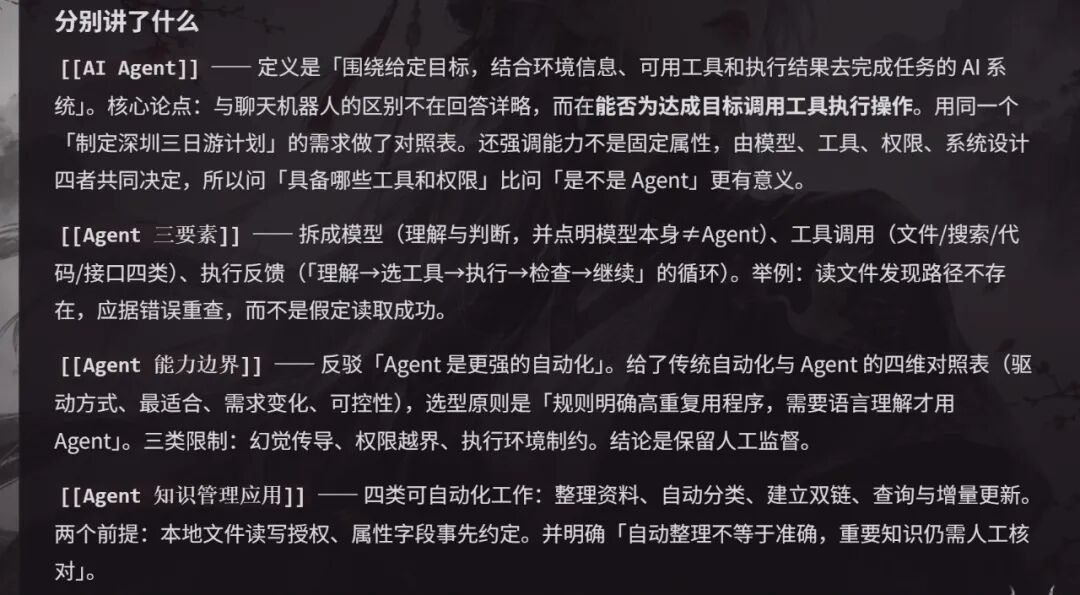 分别讲了什么
[[AI Agent]] —— 定义是「围绕给定目标，结合环境信息、可用工具和执行结果去完成任务的 AI 系
统」。核心论点：与聊天机器人的区别不在回答详略，而在能否为达成目标调用工具执行操作。用同一个
「制定深圳三日游计划」的需求做了对照表。还强调能力不是固定属性，由模型、工具、权限、系统设计
四者共同决定，所以问「具备哪些工具和权限」比问「是不是 Agent」更有意义。
[[Agent 三要素]] —— 拆成模型（理解与判断，并点明模型本身≠Agent）、工具调用（文件/搜索/代
码/接口四类）、执行反馈（「理解→选工具→执行→检查→继续」的循环）。举例：读文件发现路径不存
在，应据错误重查，而不是假定读取成功。
[[Agent 能力边界]] —— 反驳「Agent 是更强的自动化」。给了传统自动化与 Agent 的四维对照表（驱
动方式、最适合、需求变化、可控性），选型原则是「规则明确高重复用程序，需要语言理解才用
Agent」。三类限制：幻觉传导、权限越界、执行环境制约。结论是保留人工监督。
[[Agent 知识管理应用]] —— 四类可自动化工作：整理资料、自动分类、建立双链、查询与增量更新。
两个前提：本地文件读写授权、属性字段事先约定。并明确「自动整理不等于准确，重要知识仍需人工核
对」。